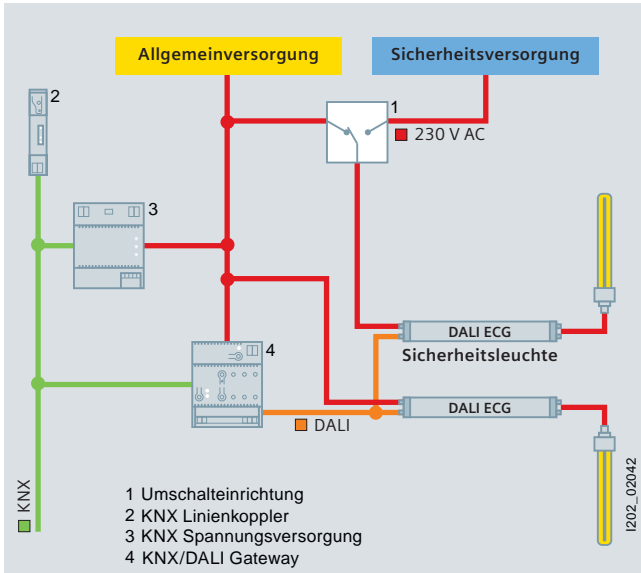 Allgemeinversorgung
Sicherheitsversorgung
2
1
230 V AC
3
4
DALI ECG
Sicherheitsleuchte
DALI ECG
DALI
KNX
1 Umschalteinrichtung
2 KNX Linienkoppler
3 KNX Spannungsversorgung
4 KNX/DALI Gateway
I202_02042